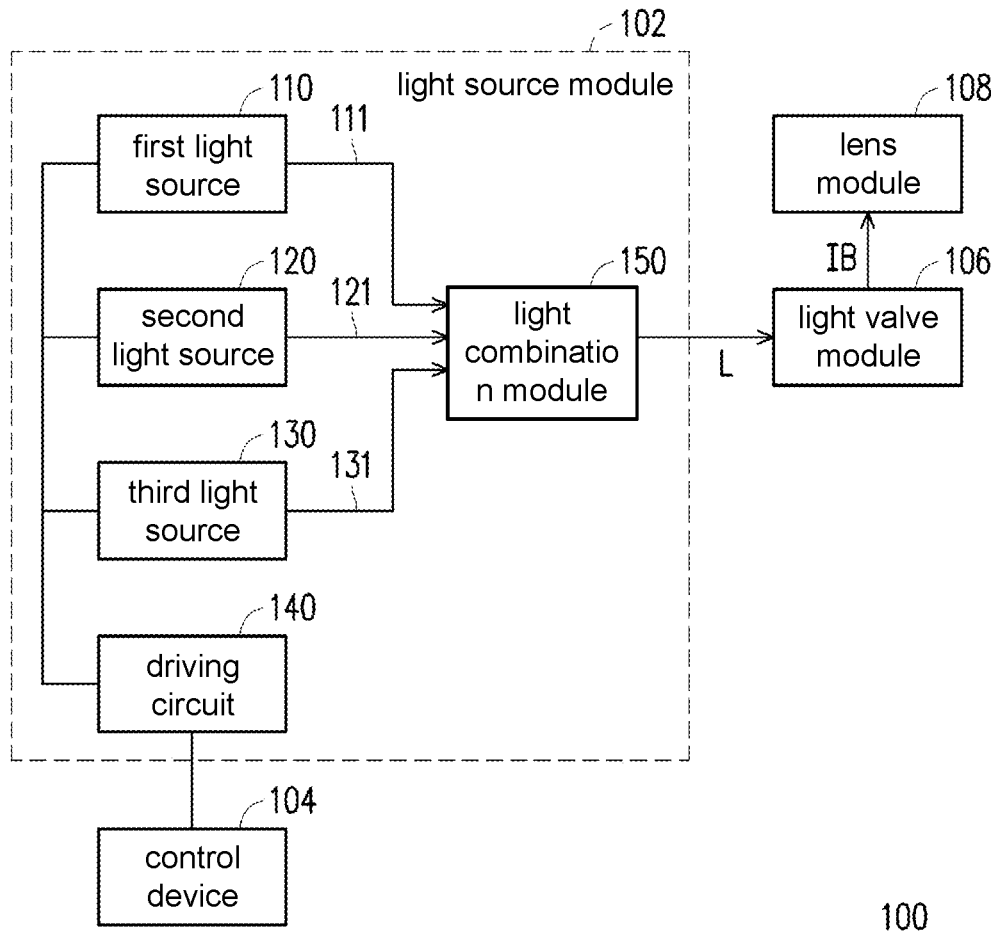 102
light source module
110
first light
source
111
108
lens
module
120
second
light source
121
150
light
combinatio
n module
IB
106
light valve
module
L
130
third light
source
131
140
driving
circuit
104
control
device
100